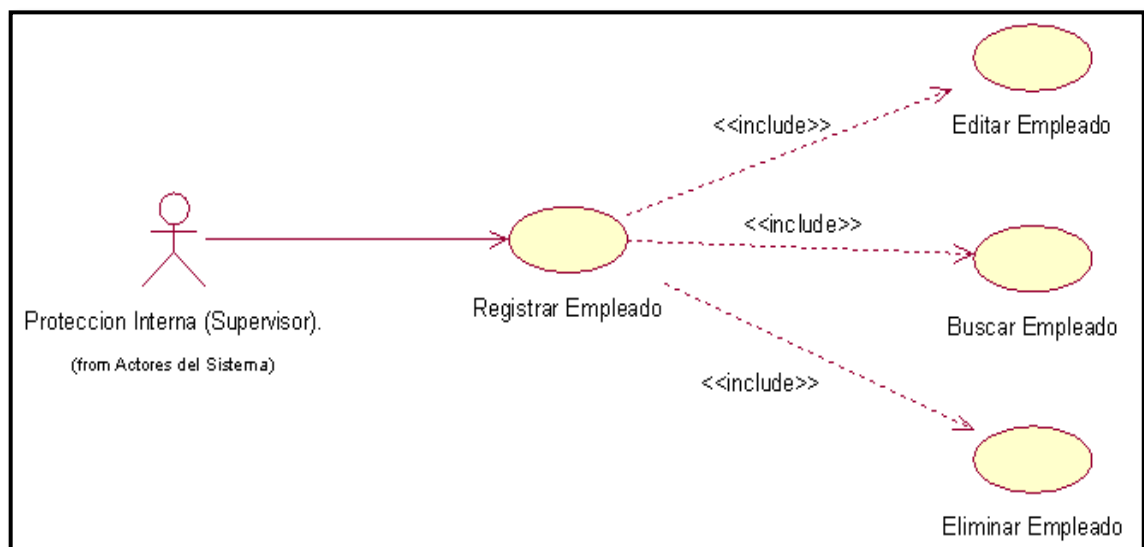 <<include>>
Editar Empleado
<<include>>
Registrar Empleado
Proteccion Interna (Supervisor).
(from Actores del Sistema)
Buscar Empleado
<<include>>
Eliminar Empleado